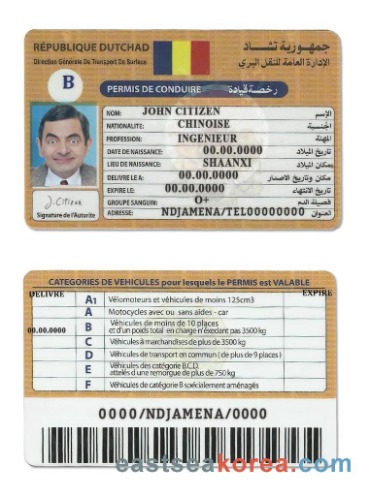 RÉPUBLIQUE DUTCHAD
جمهورية تشاد
Direction Générale De Transport De Surface
الإدارة العامة للنقل البري
B
PERMIS DE CONDUIRE
رخصة قيادة
NOM: JOHN CITIZEN الإسم
NATIONALITE: CHINOISE الجنسية
PROFESSION: INGENIEUR المهنة
DATE DE NAISSANCE: 00.00.0000 تاريخ الميلاد
LIEU DE NAISSANCE: SHAANXI مكان الميلاد
DELIVRE LE A: 00.00.0000 مكان وتاريخ الاصدار
EXPIRE LE: 00.00.0000 تاريخ الانتهاء
GROUPE SANGUIN: O+ فصيلة الدم
ADRESSE: NDJAMENA/TEL00000000 العنوان
J.Citizen
Signature de l'Autorite
CATEGORIES DE VEHICULES pour lesquels le PERMIS est VALABLE
DELIVRE
EXPIRE
A1 Vélomoteurs et véhicules de moins 125cm3
A Motocycles avec ou sans aides - car
00.00.0000
B Véhicules de moins de 10 places
et d'un poids total en charge n'éxedant pas 3500 kg
C Véhicules à marchandises de plus de 3500 kg
D Véhicules de transport en commun ( de plus de 9 places )
E Véhicules des catégorie B.C.D.
attelés d'une remorque de plus de 750 kg
F Véhicules de catégorie B spécialement aménagés
0000/NDJAMENA/0000
eastseakorea.com